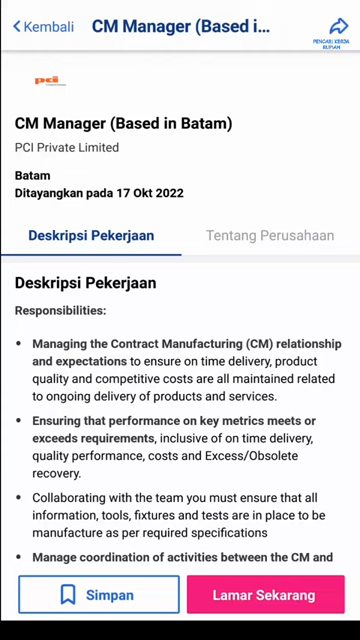 Kembali
CM Manager (Based i...
PENCARI KERJA
RUPIAH
pci
CM Manager (Based in Batam)
PCI Private Limited
Batam
Ditayangkan pada 17 Okt 2022
Deskripsi Pekerjaan
Tentang Perusahaan
Deskripsi Pekerjaan
Responsibilities:
• Managing the Contract Manufacturing (CM) relationship
and expectations to ensure on time delivery, product
quality and competitive costs are all maintained related
to ongoing delivery of products and services.
• Ensuring that performance on key metrics meets or
exceeds requirements, inclusive of on time delivery,
quality performance, costs and Excess/Obsolete
recovery.
• Collaborating with the team you must ensure that all
information, tools, fixtures and tests are in place to be
manufacture as per required specifications
• Manage coordination of activities between the CM and
Simpan
Lamar Sekarang